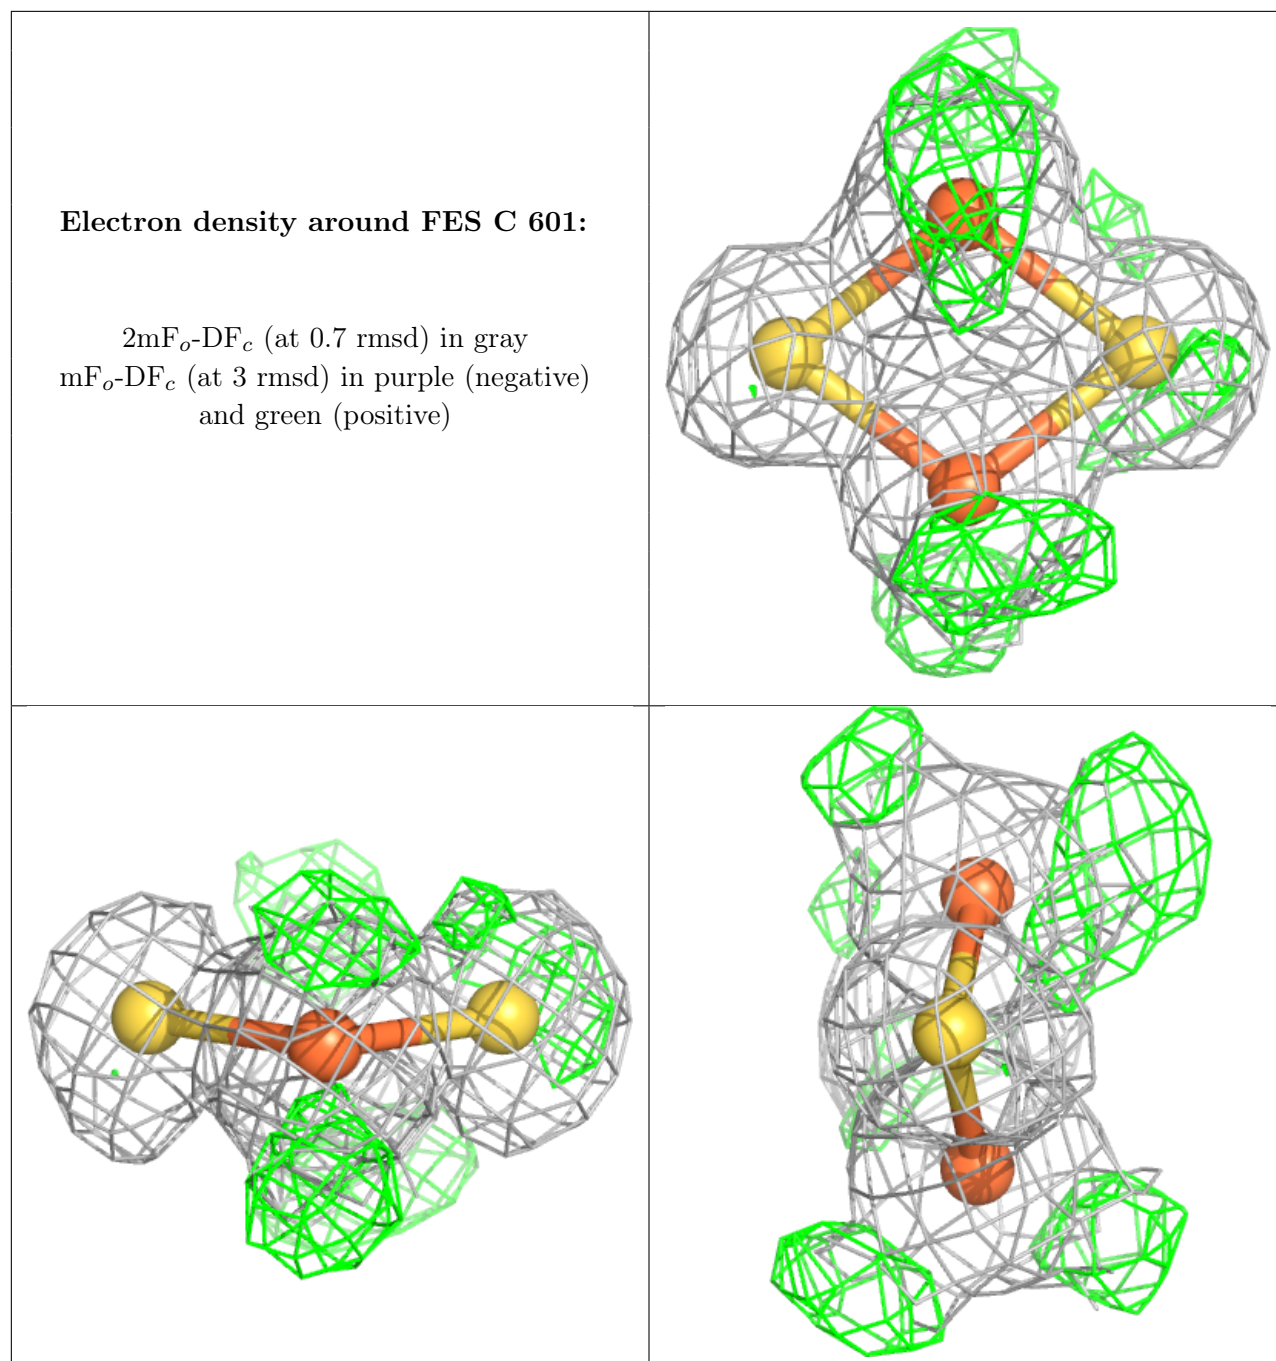 Electron density around FES C 601:
2mFo-DFc (at 0.7 rmsd) in gray
mFo-DFc (at 3 rmsd) in purple (negative)
and green (positive)